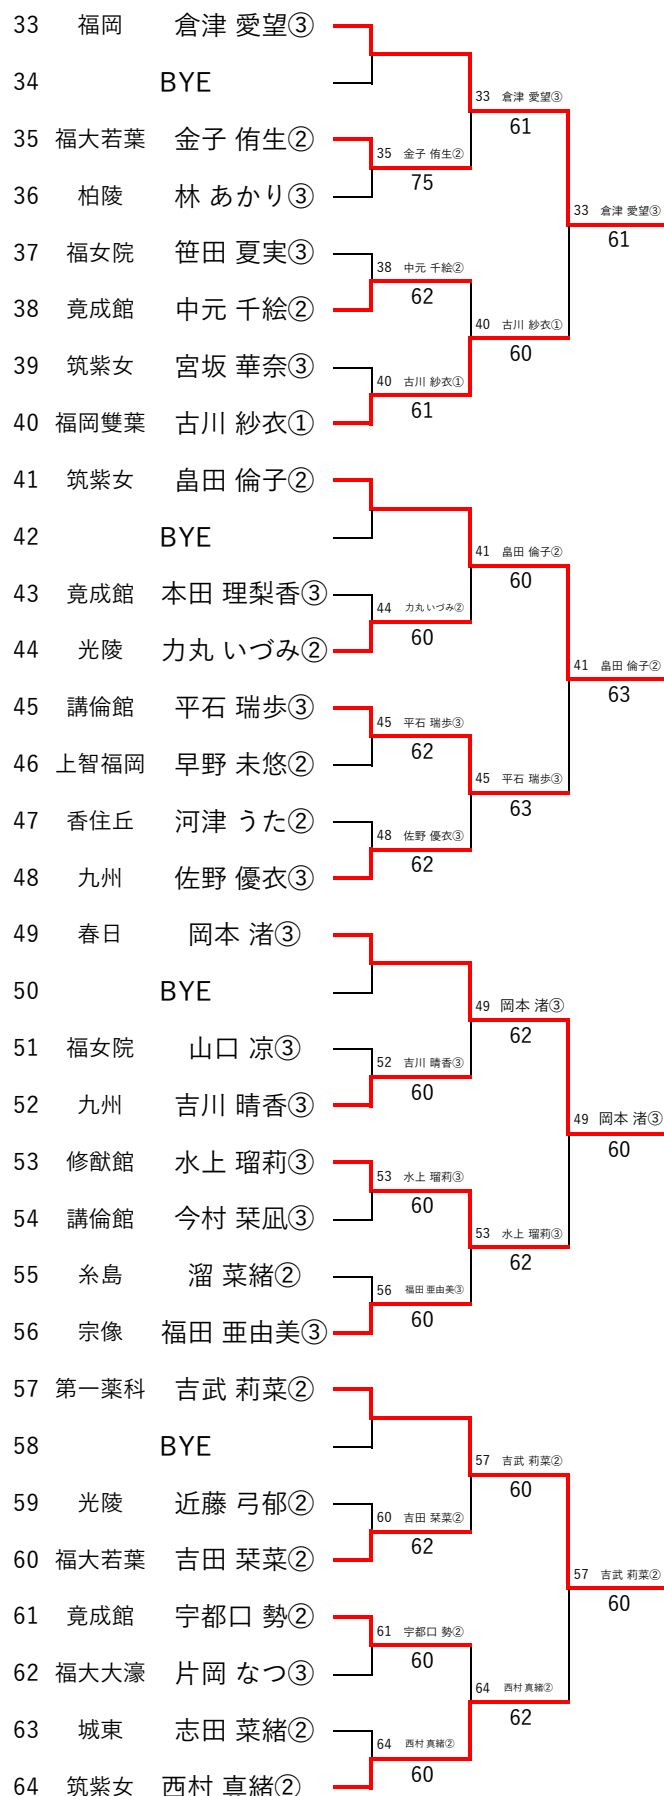 33 福岡 倉津 愛望③
34 BYE
33 倉津 愛望③
61
35 福大若葉 金子 侑生②
35 金子 侑生②
75
36 柏陵 林 あかり③
33 倉津 愛望③
61
37 福女院 笹田 夏実③
38 中元 千絵②
62
38 竟成館 中元 千絵②
40 古川 紗衣①
60
39 筑紫女 宮坂 華奈③
40 古川 紗衣①
61
40 福岡雙葉 古川 紗衣①
41 筑紫女 畠田 倫子②
42 BYE
41 畠田 倫子②
60
43 竟成館 本田 理梨香③
44 力丸 いづみ②
60
44 光陵 力丸 いづみ②
41 畠田 倫子②
63
45 講倫館 平石 瑞歩③
45 平石 瑞歩③
62
46 上智福岡 早野 未悠②
45 平石 瑞歩③
63
47 香住丘 河津 うた②
48 佐野 優衣③
62
48 九州 佐野 優衣③
49 春日 岡本 渚③
50 BYE
49 岡本 渚③
62
51 福女院 山口 凉③
52 吉川 晴香③
60
52 九州 吉川 晴香③
49 岡本 渚③
60
53 修猷館 水上 瑠莉③
53 水上 瑠莉③
60
54 講倫館 今村 栞凪③
53 水上 瑠莉③
62
55 糸島 溜 菜緒②
56 福田 亜由美③
60
56 宗像 福田 亜由美③
57 第一薬科 吉武 莉菜②
58 BYE
57 吉武 莉菜②
60
59 光陵 近藤 弓郁②
60 吉田 栞菜②
62
60 福大若葉 吉田 栞菜②
57 吉武 莉菜②
60
61 竟成館 宇都口 勢②
61 宇都口 勢②
60
62 福大大濠 片岡 なつ③
64 西村 真緒②
62
63 城東 志田 菜緒②
64 西村 真緒②
60
64 筑紫女 西村 真緒②